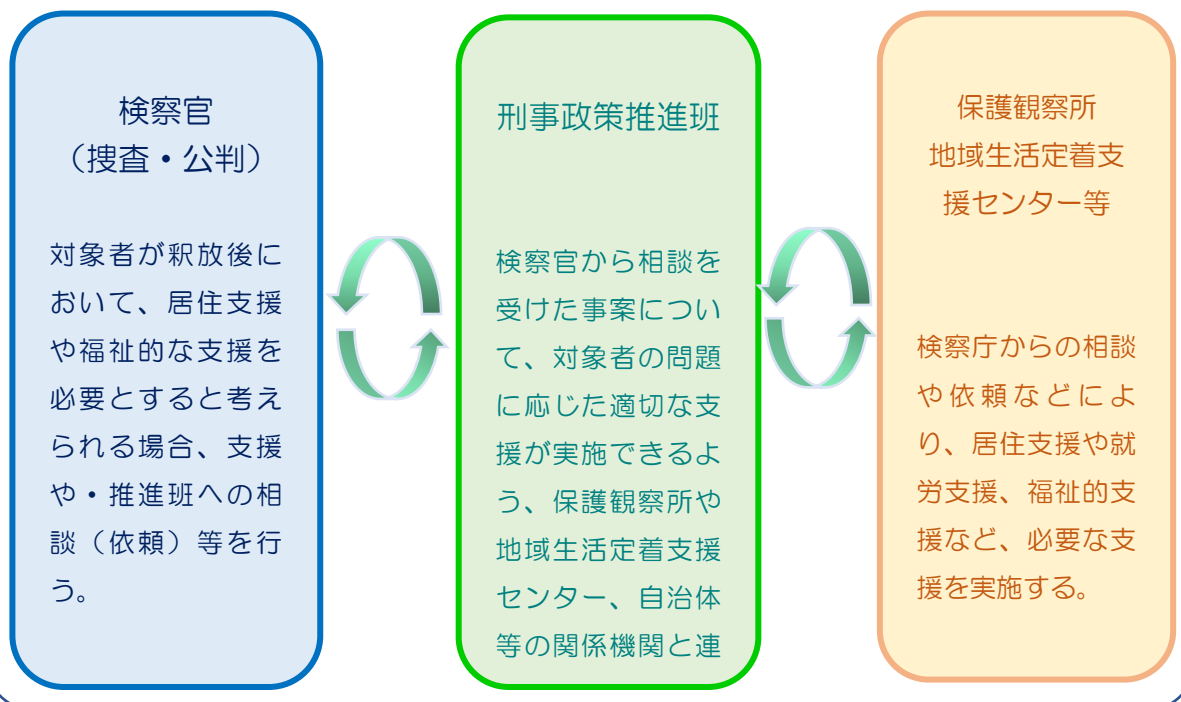 検察官
（捜査・公判）
対象者が釈放後に
おいて、居住支援
や福祉的な支援を
必要とすると考え
られる場合、支援
や・推進班への相
談（依頼）等を行
う。
刑事政策推進班
検察官から相談を
受けた事案につい
て、対象者の問題
に応じた適切な支
援が実施できるよ
う、保護観察所や
地域生活定着支援
センター、自治体
等の関係機関と連
保護観察所
地域生活定着支
援センター等
検察庁からの相談
や依頼などによ
り、居住支援や就
労支援、福祉的支
援など、必要な支
援を実施する。